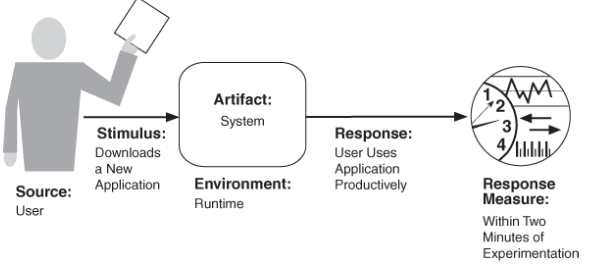 Source:
User
Stimulus:
Downloads
a New
Application
Artifact:
System
Environment:
Runtime
Response:
User Uses
Application
Productively
1
2
3
4
Response
Measure:
Within Two
Minutes of
Experimentation